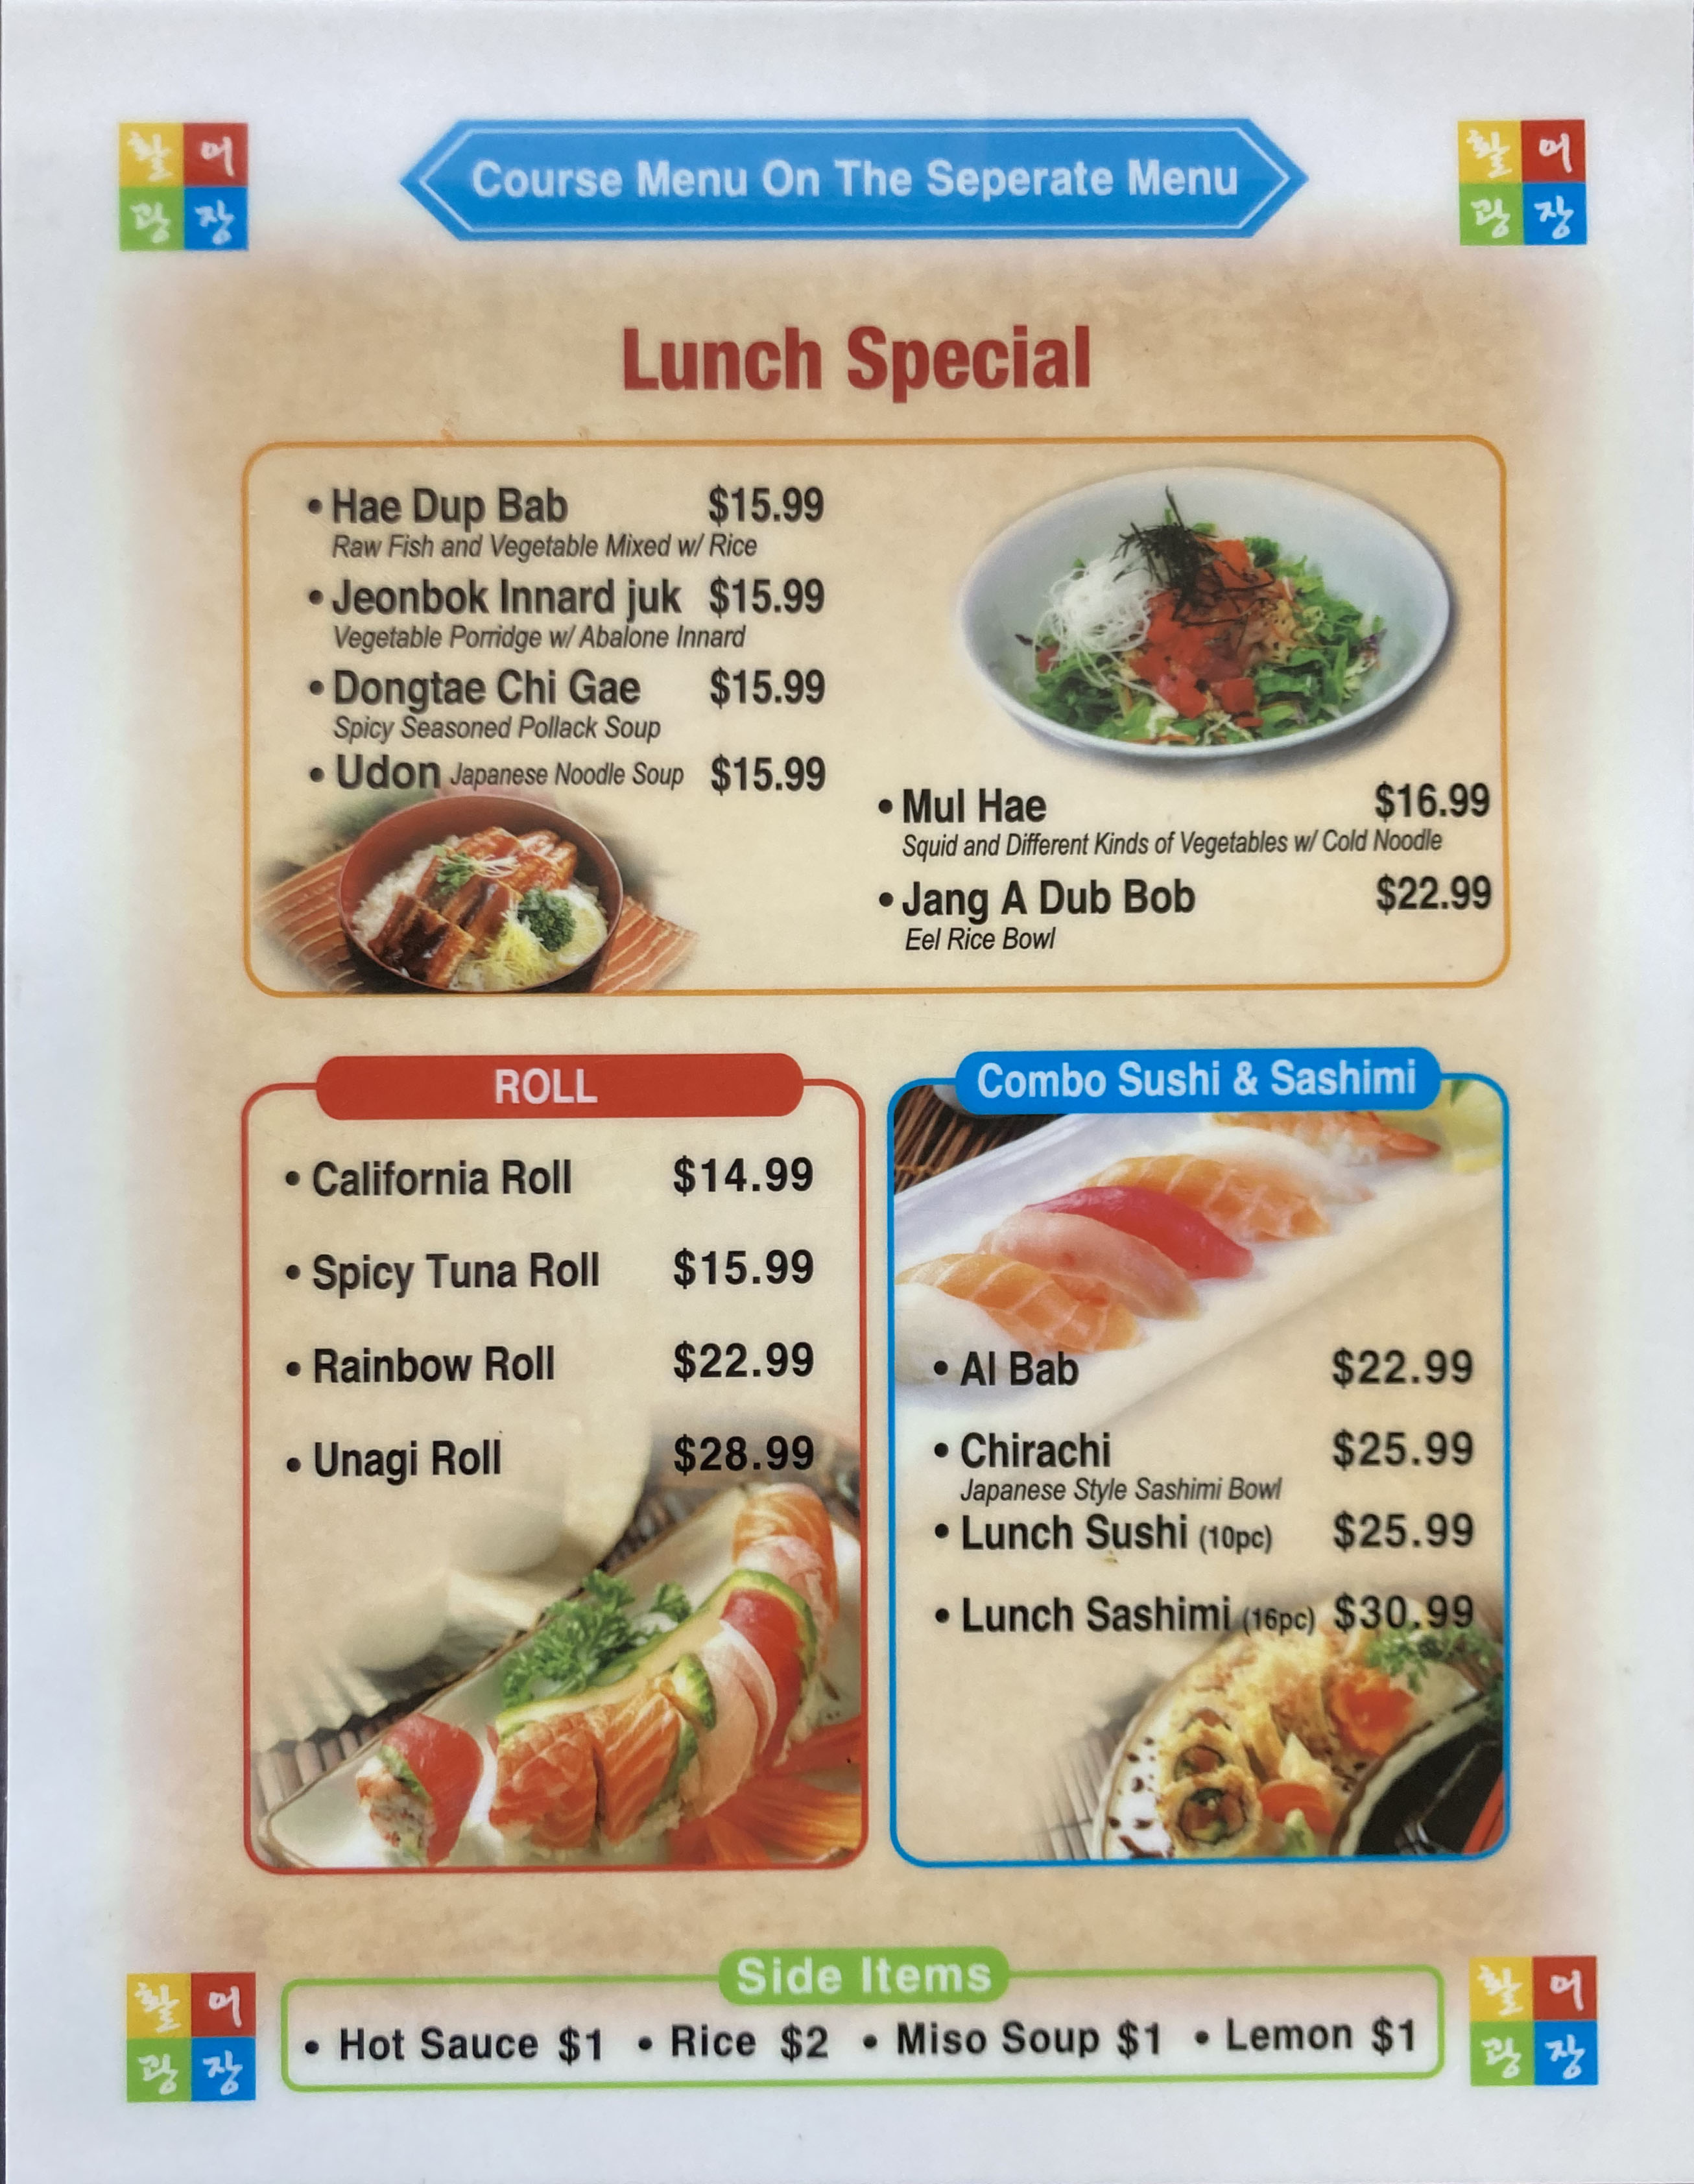 활어
광장
Course Menu On The Seperate Menu
활어
광장
Lunch Special
• Hae Dup Bab $15.99
Raw Fish and Vegetable Mixed w/ Rice
• Jeonbok Innard juk $15.99
Vegetable Porridge w/ Abalone Innard
• Dongtae Chi Gae $15.99
Spicy Seasoned Pollack Soup
• Udon Japanese Noodle Soup $15.99
• Mul Hae $16.99
Squid and Different Kinds of Vegetables w/ Cold Noodle
• Jang A Dub Bob $22.99
Eel Rice Bowl
ROLL
• California Roll $14.99
• Spicy Tuna Roll $15.99
• Rainbow Roll $22.99
• Unagi Roll $28.99
Combo Sushi & Sashimi
• Al Bab $22.99
• Chirachi $25.99
Japanese Style Sashimi Bowl
• Lunch Sushi (10pc) $25.99
• Lunch Sashimi (16pc) $30.99
Side Items
• Hot Sauce $1 • Rice $2 • Miso Soup $1 • Lemon $1
활어
광장
활어
광장